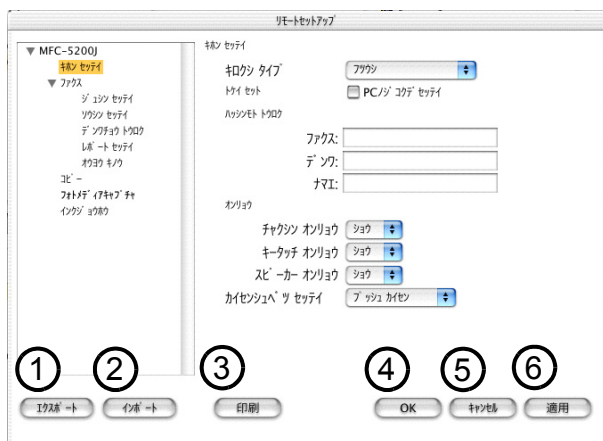 リモートセットアップ
MFC-5200J
キホン セッテイ
ファクス
ジュシン セッテイ
ソウシン セッテイ
デンワチョウ トウロク
レポート セッテイ
オウヨウ キノウ
コピー
フォトメディアキャプチャ
インクジョウホウ
キホン セッテイ
キロクシ タイプ フツウシ
トケイ セット PCノジコクデセッテイ
ハッシンモト トウロク
ファクス:
デンワ:
ナマエ:
オンリョウ
チャクシン オンリョウ ショウ
キータッチ オンリョウ ショウ
スピーカー オンリョウ ショウ
カイセンシュベツ セッテイ プッシュ カイセン
① ② ③ ④ ⑤ ⑥
エクスポート インポート 印刷 OK キャンセル 適用